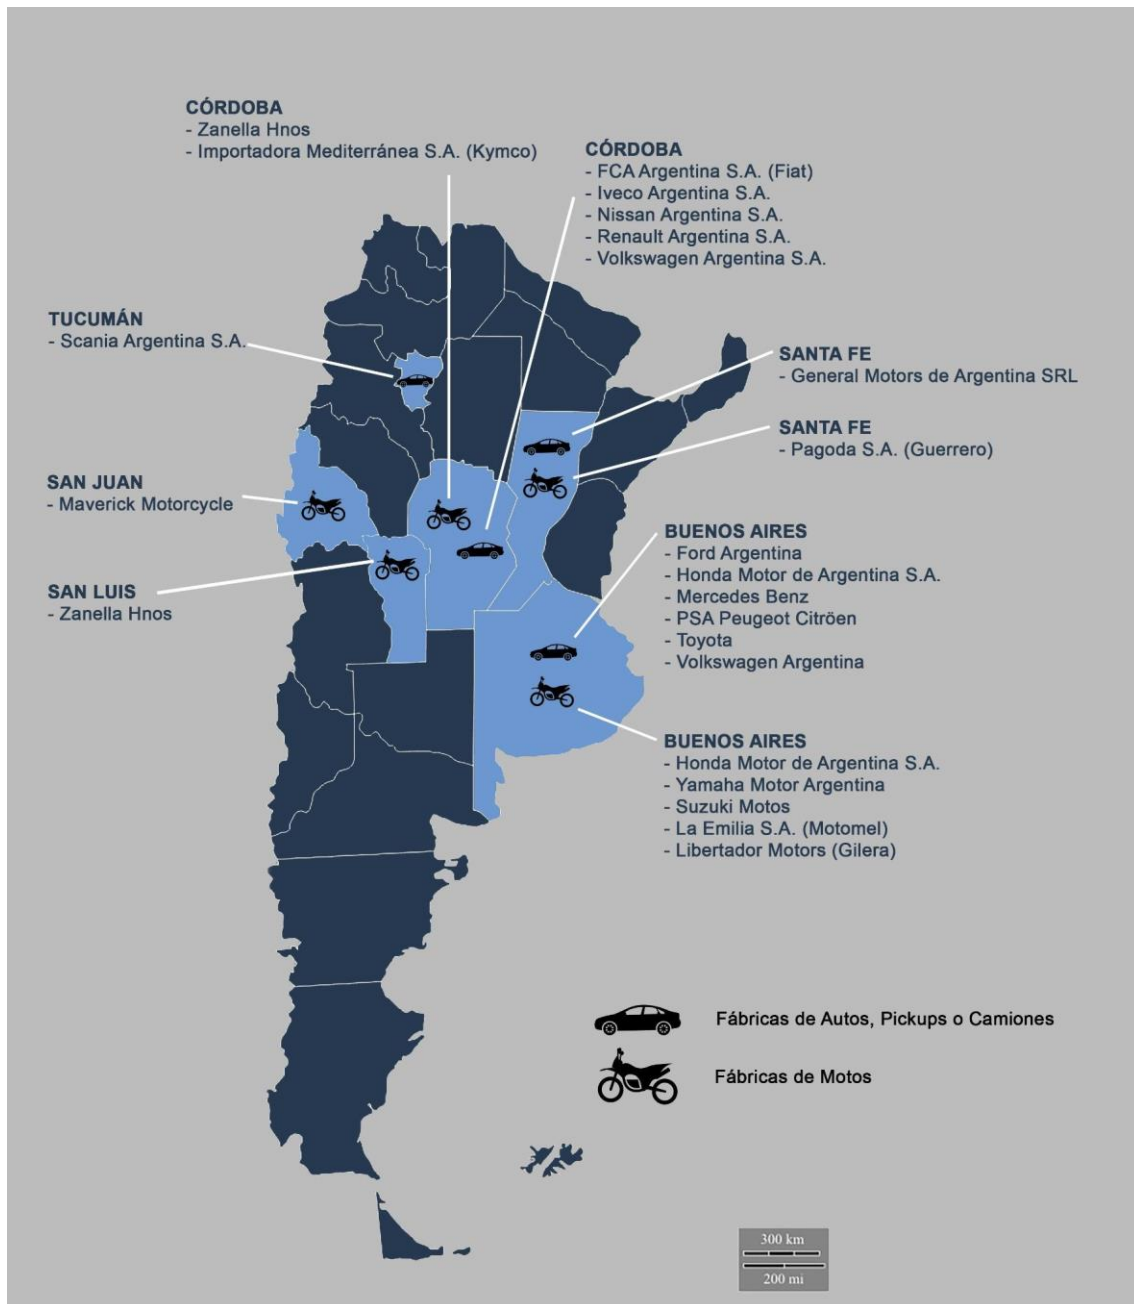 CÓRDOBA
- Zanella Hnos
- Importadora Mediterránea S.A. (Kymco)
CÓRDOBA
- FCA Argentina S.A. (Fiat)
- Iveco Argentina S.A.
- Nissan Argentina S.A.
- Renault Argentina S.A.
- Volkswagen Argentina S.A.
TUCUMÁN
- Scania Argentina S.A.
SANTA FE
- General Motors de Argentina SRL
SANTA FE
- Pagoda S.A. (Guerrero)
SAN JUAN
- Maverick Motorcycle
SAN LUIS
- Zanella Hnos
BUENOS AIRES
- Ford Argentina
- Honda Motor de Argentina S.A.
- Mercedes Benz
- PSA Peugeot Citröen
- Toyota
- Volkswagen Argentina
BUENOS AIRES
- Honda Motor de Argentina S.A.
- Yamaha Motor Argentina
- Suzuki Motos
- La Emilia S.A. (Motomel)
- Libertador Motors (Gilera)
Fábricas de Autos, Pickups o Camiones
Fábricas de Motos
300 km
200 mi